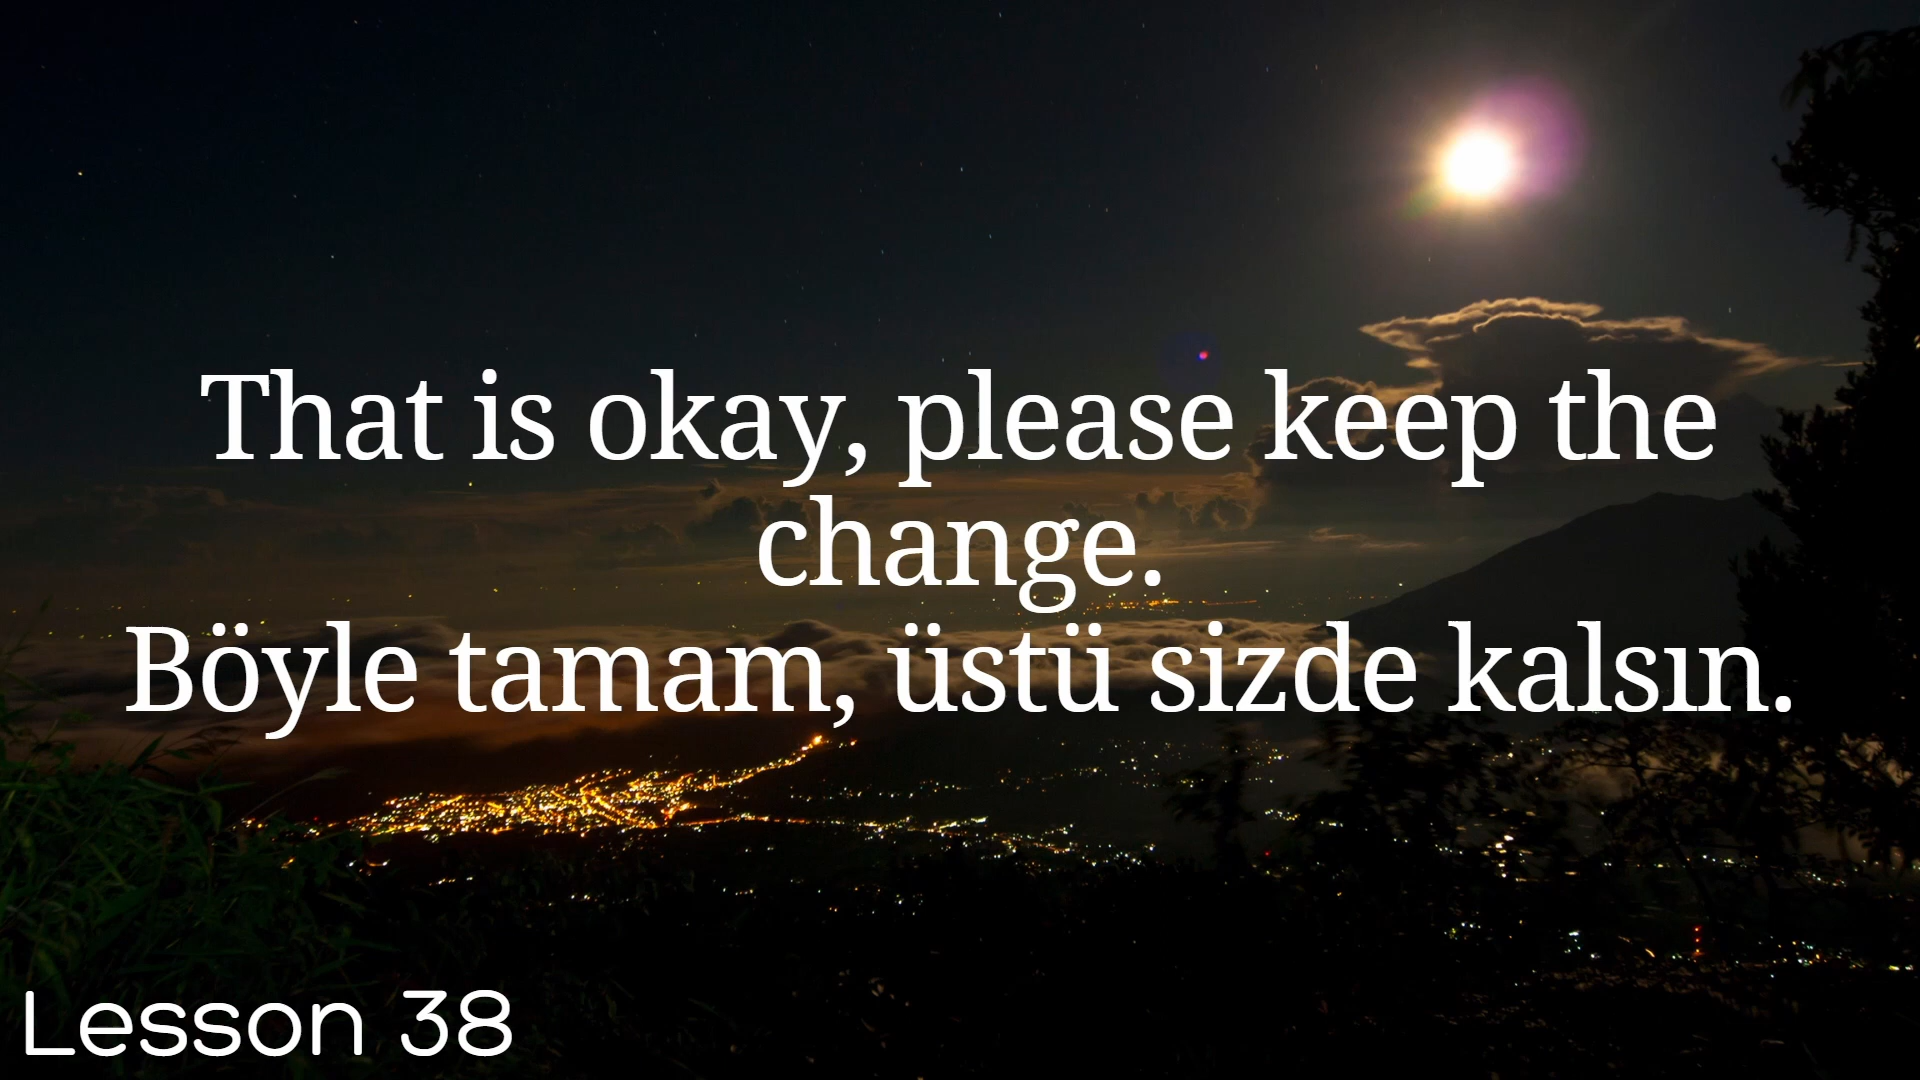 That is okay, please keep the
change.
Böyle tamam, üstü sizde kalsın.
Lesson 38